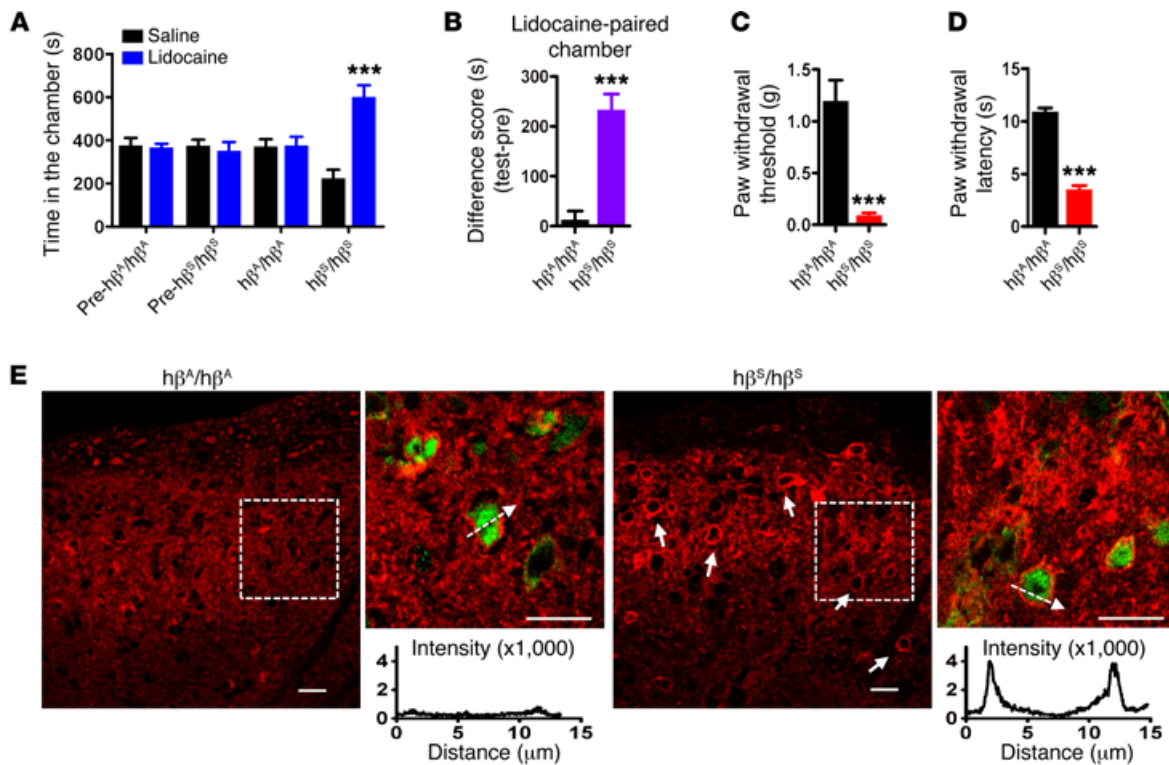 A
Saline
Lidocaine
Time in the chamber (s)
800
600
400
200
0
***
Pre-hβᴬ/hβᴬ
Pre-hβˢ/hβˢ
hβᴬ/hβᴬ
hβˢ/hβˢ
B
Lidocaine-paired
chamber
Difference score (s)
(test-pre)
300
200
100
0
***
hβᴬ/hβᴬ
hβˢ/hβˢ
C
Paw withdrawal
threshold (g)
1.5
1.0
0.5
0.0
***
hβᴬ/hβᴬ
hβˢ/hβˢ
D
Paw withdrawal
latency (s)
15
10
5
0
***
hβᴬ/hβᴬ
hβˢ/hβˢ
E
hβᴬ/hβᴬ
hβˢ/hβˢ
Intensity (x1,000)
4
2
0
0 5 10 15
Distance (μm)
Intensity (x1,000)
4
2
0
0 5 10 15
Distance (μm)